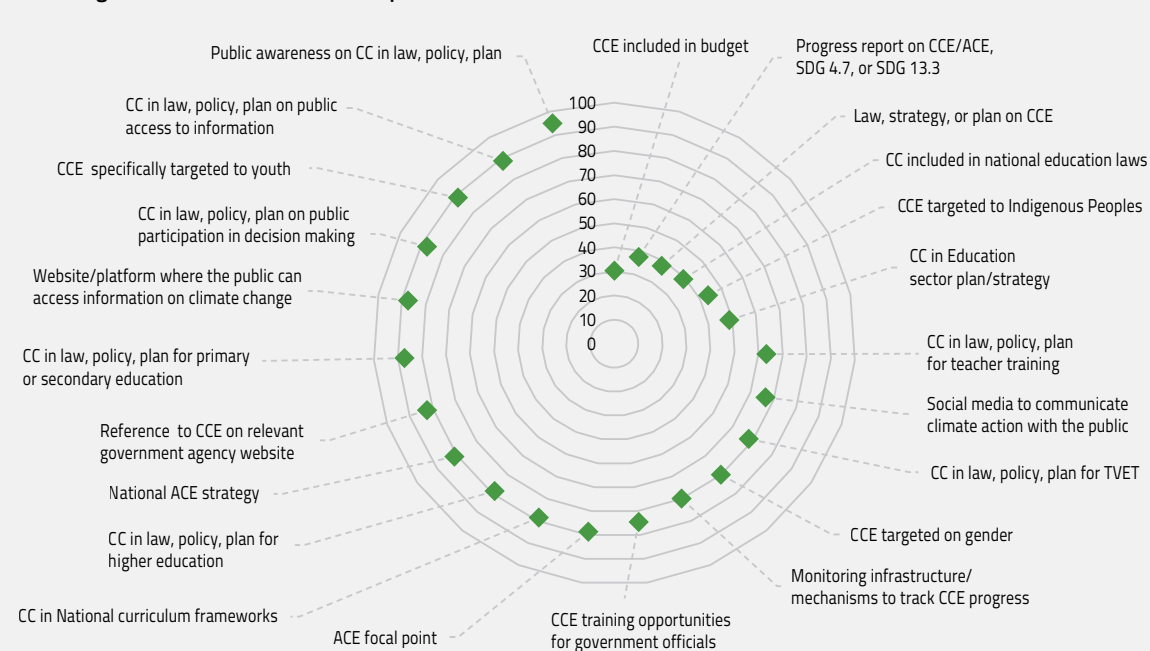 CCE included in budget
Progress report on CCE/ACE,
SDG 4.7, or SDG 13.3
Law, strategy, or plan on CCE
CC included in national education laws
CCE targeted to Indigenous Peoples
CC in Education
sector plan/strategy
CC in law, policy, plan
for teacher training
Social media to communicate
climate action with the public
CC in law, policy, plan for TVET
CCE targeted on gender
Monitoring infrastructure/
mechanisms to track CCE progress
CCE training opportunities
for government officials
ACE focal point
CC in National curriculum frameworks
CC in law, policy, plan for
higher education
National ACE strategy
Reference to CCE on relevant
government agency website
CC in law, policy, plan for primary
or secondary education
Website/platform where the public can
access information on climate change
CC in law, policy, plan on public
participation in decision making
CCE specifically targeted to youth
CC in law, policy, plan on public
access to information
Public awareness on CC in law, policy, plan
100
90
80
70
60
50
40
30
20
10
0